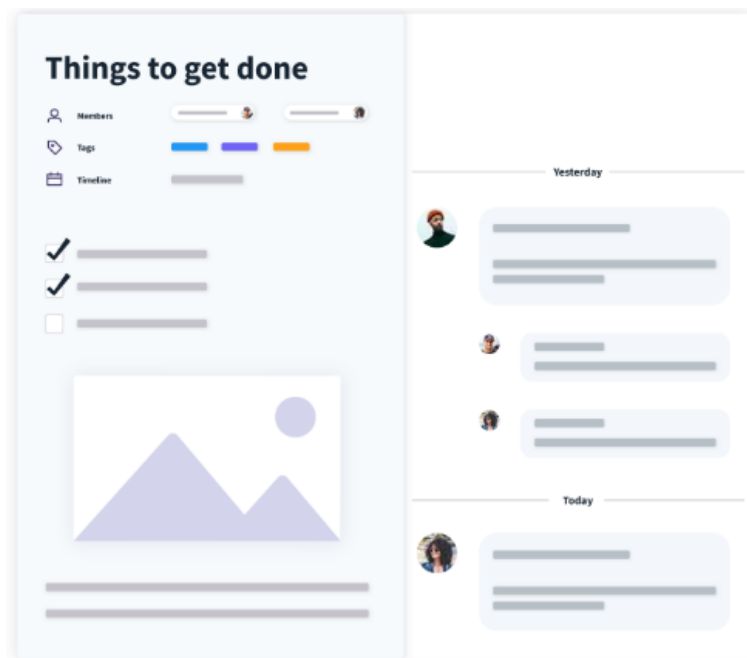 Things to get done
Members
Tags
Timeline
Yesterday
Today